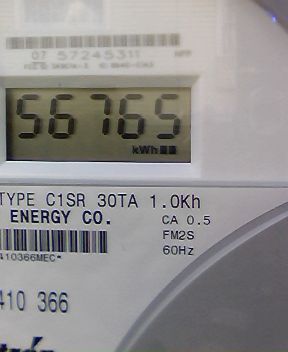 07 57245311
56765
kWh
TYPE C1SR 30TA 1.0Kh
ENERGY CO.
CA 0.5
FM2S
60Hz
410366MEC*
410 366